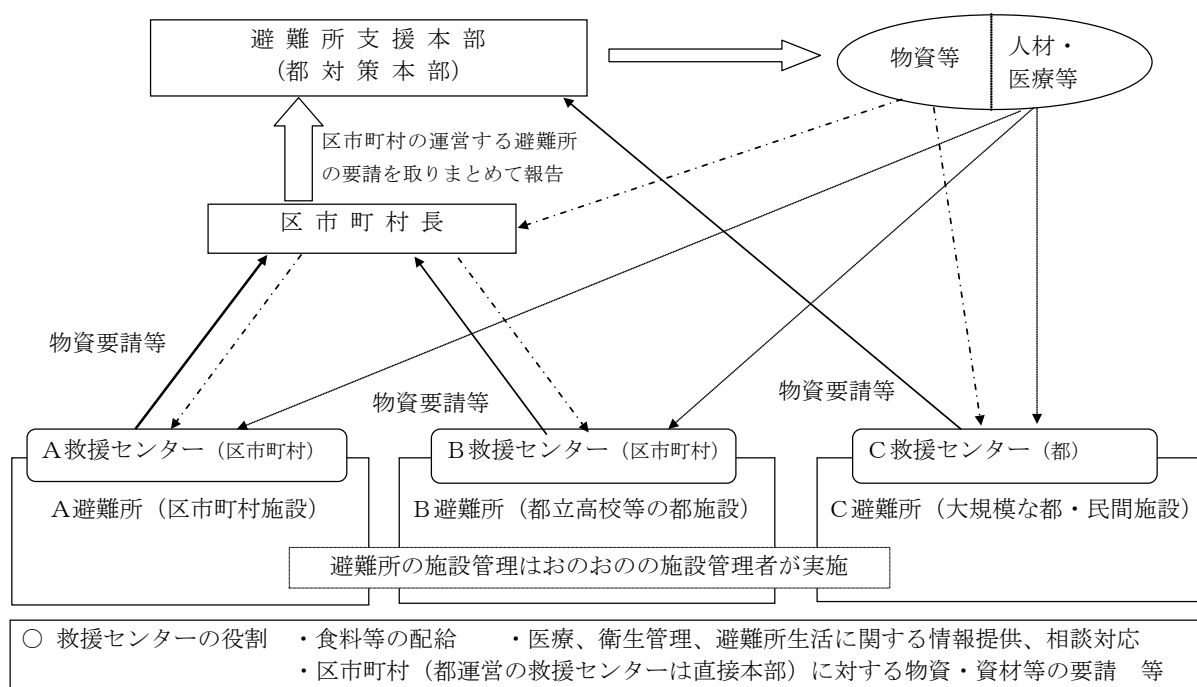 避難所支援本部
（都対策本部）
物資等
人材・
医療等
区市町村の運営する避難所
の要請を取りまとめて報告
区市町村長
物資要請等
物資要請等
物資要請等
A救援センター（区市町村）
B救援センター（区市町村）
C救援センター（都）
A避難所（区市町村施設）
B避難所（都立高校等の都施設）
C避難所（大規模な都・民間施設）
避難所の施設管理はおのおのの施設管理者が実施
○ 救援センターの役割 ・食料等の配給 ・医療、衛生管理、避難所生活に関する情報提供、相談対応
・区市町村（都運営の救援センターは直接本部）に対する物資・資材等の要請 等